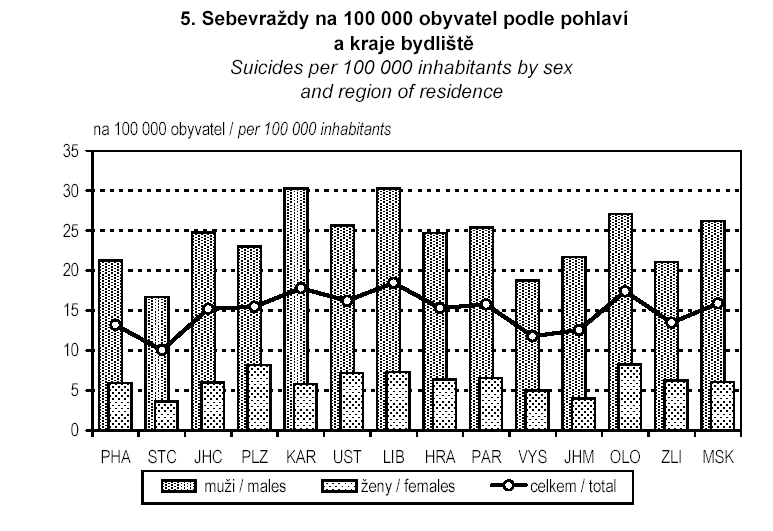 5. Sebevraždy na 100 000 obyvatel podle pohlaví
a kraje bydliště
Suicides per 100 000 inhabitants by sex
and region of residence
na 100 000 obyvatel / per 100 000 inhabitants
35
30
25
20
15
10
5
0
PHA STC JHC PLZ KAR UST LIB HRA PAR VYS JHM OLO ZLI MSK
muži / males ženy / females celkem / total